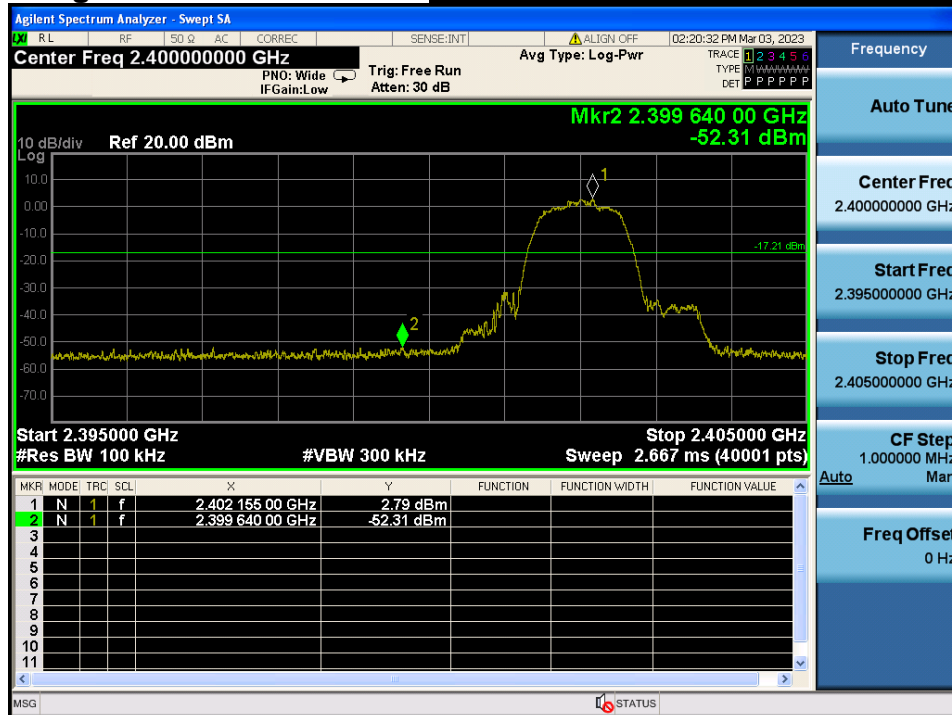 Agilent Spectrum Analyzer - Swept SA
LXI RL RF 50 Ω AC CORREC SENSE:INT ALIGN OFF 02:20:32 PM Mar 03, 2023
Center Freq 2.400000000 GHz Avg Type: Log-Pwr TRACE 1 2 3 4 5 6
PNO: Wide Trig: Free Run TYPE M WWWWW
IFGain:Low Atten: 30 dB DET P P P P P P
Mkr2 2.399 640 00 GHz
10 dB/div Ref 20.00 dBm -52.31 dBm
Log
10.0
1
0.00
-10.0
-17.21 dBm
-20.0
-30.0
-40.0
2
-50.0
-60.0
-70.0
Start 2.395000 GHz Stop 2.405000 GHz
#Res BW 100 kHz #VBW 300 kHz Sweep 2.667 ms (40001 pts)
MKR MODE TRC SCL X Y FUNCTION FUNCTION WIDTH FUNCTION VALUE
1 N 1 f 2.402 155 00 GHz 2.79 dBm
2 N 1 f 2.399 640 00 GHz -52.31 dBm
3
4
5
6
7
8
9
10
11
MSG STATUS
Frequency
Auto Tune
Center Freq
2.400000000 GHz
Start Freq
2.395000000 GHz
Stop Freq
2.405000000 GHz
CF Step
1.000000 MHz
Auto Man
Freq Offset
0 Hz